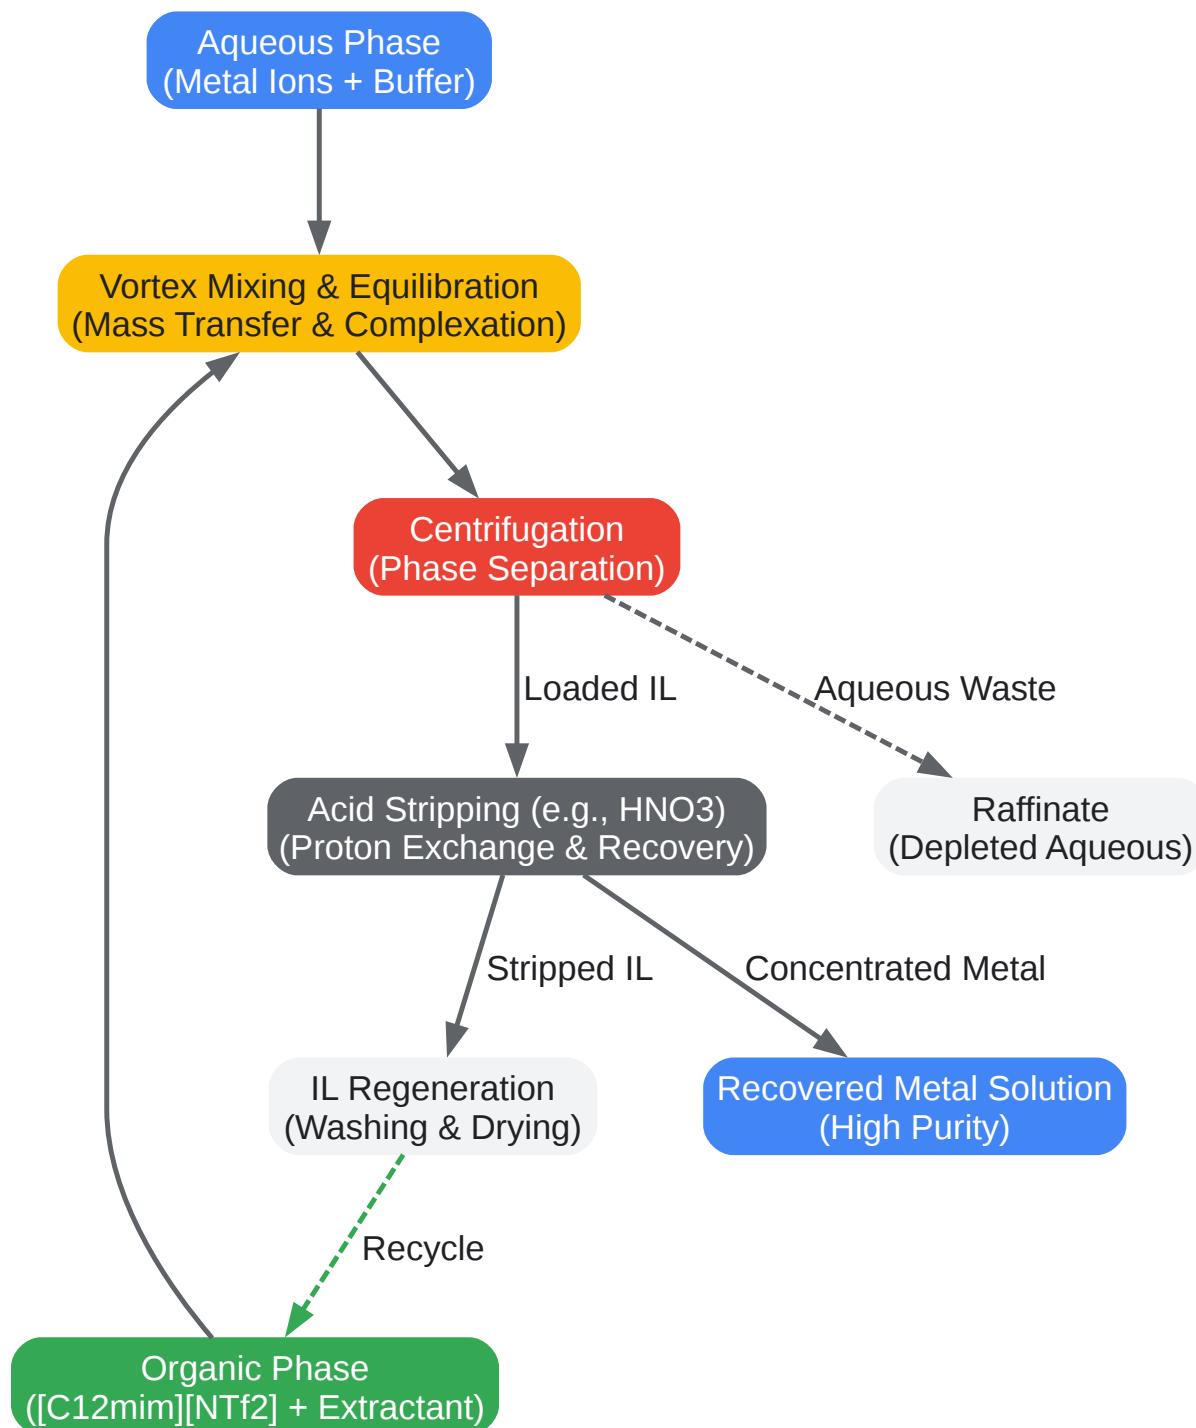 Aqueous Phase
(Metal Ions + Buffer)
Vortex Mixing & Equilibration
(Mass Transfer & Complexation)
Centrifugation
(Phase Separation)
Loaded IL
Aqueous Waste
Acid Stripping (e.g., HNO3)
(Proton Exchange & Recovery)
Raffinate
(Depleted Aqueous)
Stripped IL
Concentrated Metal
IL Regeneration
(Washing & Drying)
Recovered Metal Solution
(High Purity)
Recycle
Organic Phase
([C12mim][NTf2] + Extractant)